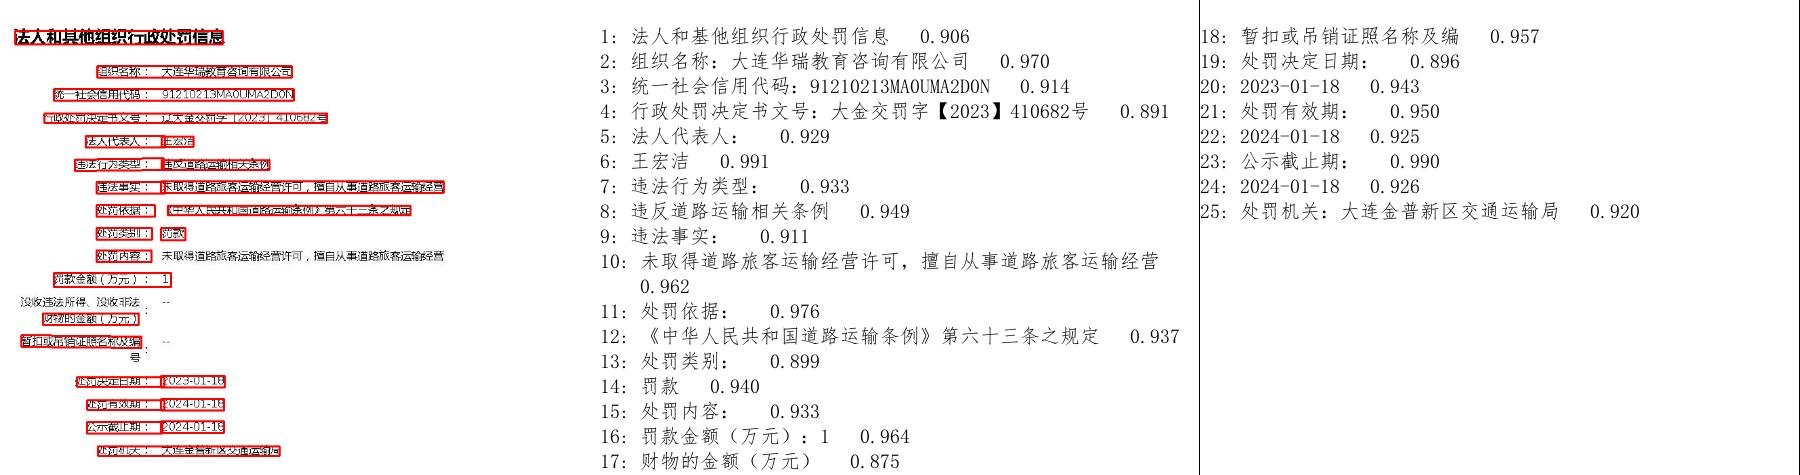 法人和其他组织行政处罚信息
组织名称： 大连华瑞教育咨询有限公司
统一社会信用代码： 91210213MA0UMA2D0N
行政处罚决定书文号： 辽大金交罚字【2023】410682号
法人代表人： 王宏洁
违法行为类型： 违反道路运输相关条例
违法事实： 未取得道路旅客运输经营许可，擅自从事道路旅客运输经营
处罚依据： 《中华人民共和国道路运输条例》第六十三条之规定
处罚类别： 罚款
处罚内容： 未取得道路旅客运输经营许可，擅自从事道路旅客运输经营
罚款金额（万元）： 1
没收违法所得、没收非法
财物的金额（万元）
： --
暂扣或吊销证照名称及编
号
： --
处罚决定日期： 2023-01-18
处罚有效期： 2024-01-18
公示截止期： 2024-01-18
处罚机关： 大连金普新区交通运输局
1: 法人和基他组织行政处罚信息 0.906
2: 组织名称：大连华瑞教育咨询有限公司 0.970
3: 统一社会信用代码：91210213MA0UMA2D0N 0.914
4: 行政处罚决定书文号：大金交罚字【2023】410682号 0.891
5: 法人代表人： 0.929
6: 王宏洁 0.991
7: 违法行为类型： 0.933
8: 违反道路运输相关条例 0.949
9: 违法事实： 0.911
10: 未取得道路旅客运输经营许可，擅自从事道路旅客运输经营
0.962
11: 处罚依据： 0.976
12: 《中华人民共和国道路运输条例》第六十三条之规定 0.937
13: 处罚类别： 0.899
14: 罚款 0.940
15: 处罚内容： 0.933
16: 罚款金额（万元）：1 0.964
17: 财物的金额（万元） 0.875
18: 暂扣或吊销证照名称及编 0.957
19: 处罚决定日期： 0.896
20: 2023-01-18 0.943
21: 处罚有效期： 0.950
22: 2024-01-18 0.925
23: 公示截止期： 0.990
24: 2024-01-18 0.926
25: 处罚机关：大连金普新区交通运输局 0.920